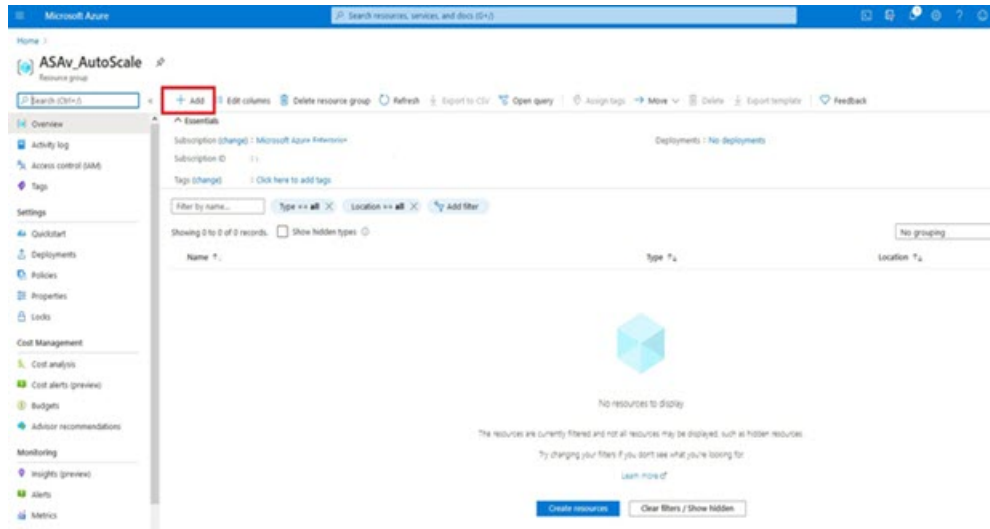 Microsoft Azure
Search resources, services, and docs (G+/)
Home >
ASAv_AutoScale
Resource group
Search (Ctrl+/)
Add
Edit columns
Delete resource group
Refresh
Export to CSV
Open query
Assign tags
Move
Delete
Export template
Feedback
Overview
Activity log
Access control (IAM)
Tags
Settings
Quickstart
Deployments
Policies
Properties
Locks
Cost Management
Cost analysis
Cost alerts (preview)
Budgets
Advisor recommendations
Monitoring
Insights (preview)
Alerts
Metrics
Essentials
Subscription (change) : Microsoft Azure Enterprise
Deployments : No deployments
Subscription ID :
Tags (change) : Click here to add tags
Filter by name...
Type == all
Location == all
Add filter
Showing 0 to 0 of 0 records.
Show hidden types
No grouping
Name
Type
Location
No resources to display
The resources are currently filtered and not all resources may be displayed, such as hidden resources
Try changing your filters if you don't see what you're looking for.
Learn more
Create resources
Clear filters / Show hidden